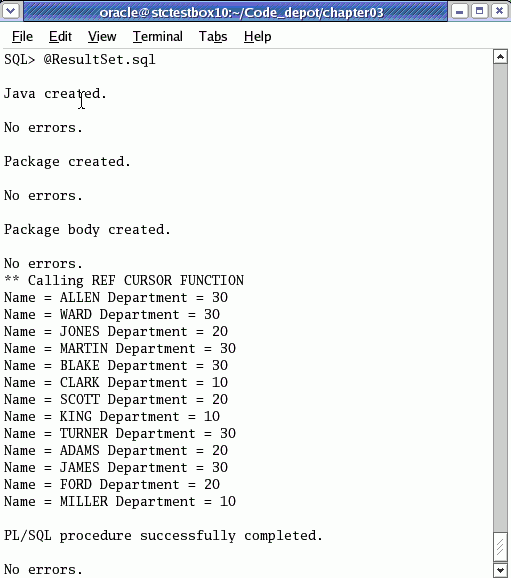 oracle@stctestbox10:~/Code_depot/chapter03
File Edit View Terminal Tabs Help
SQL> @ResultSet.sql
Java created.
No errors.
Package created.
No errors.
Package body created.
No errors.
** Calling REF CURSOR FUNCTION
Name = ALLEN Department = 30
Name = WARD Department = 30
Name = JONES Department = 20
Name = MARTIN Department = 30
Name = BLAKE Department = 30
Name = CLARK Department = 10
Name = SCOTT Department = 20
Name = KING Department = 10
Name = TURNER Department = 30
Name = ADAMS Department = 20
Name = JAMES Department = 30
Name = FORD Department = 20
Name = MILLER Department = 10
PL/SQL procedure successfully completed.
No errors.